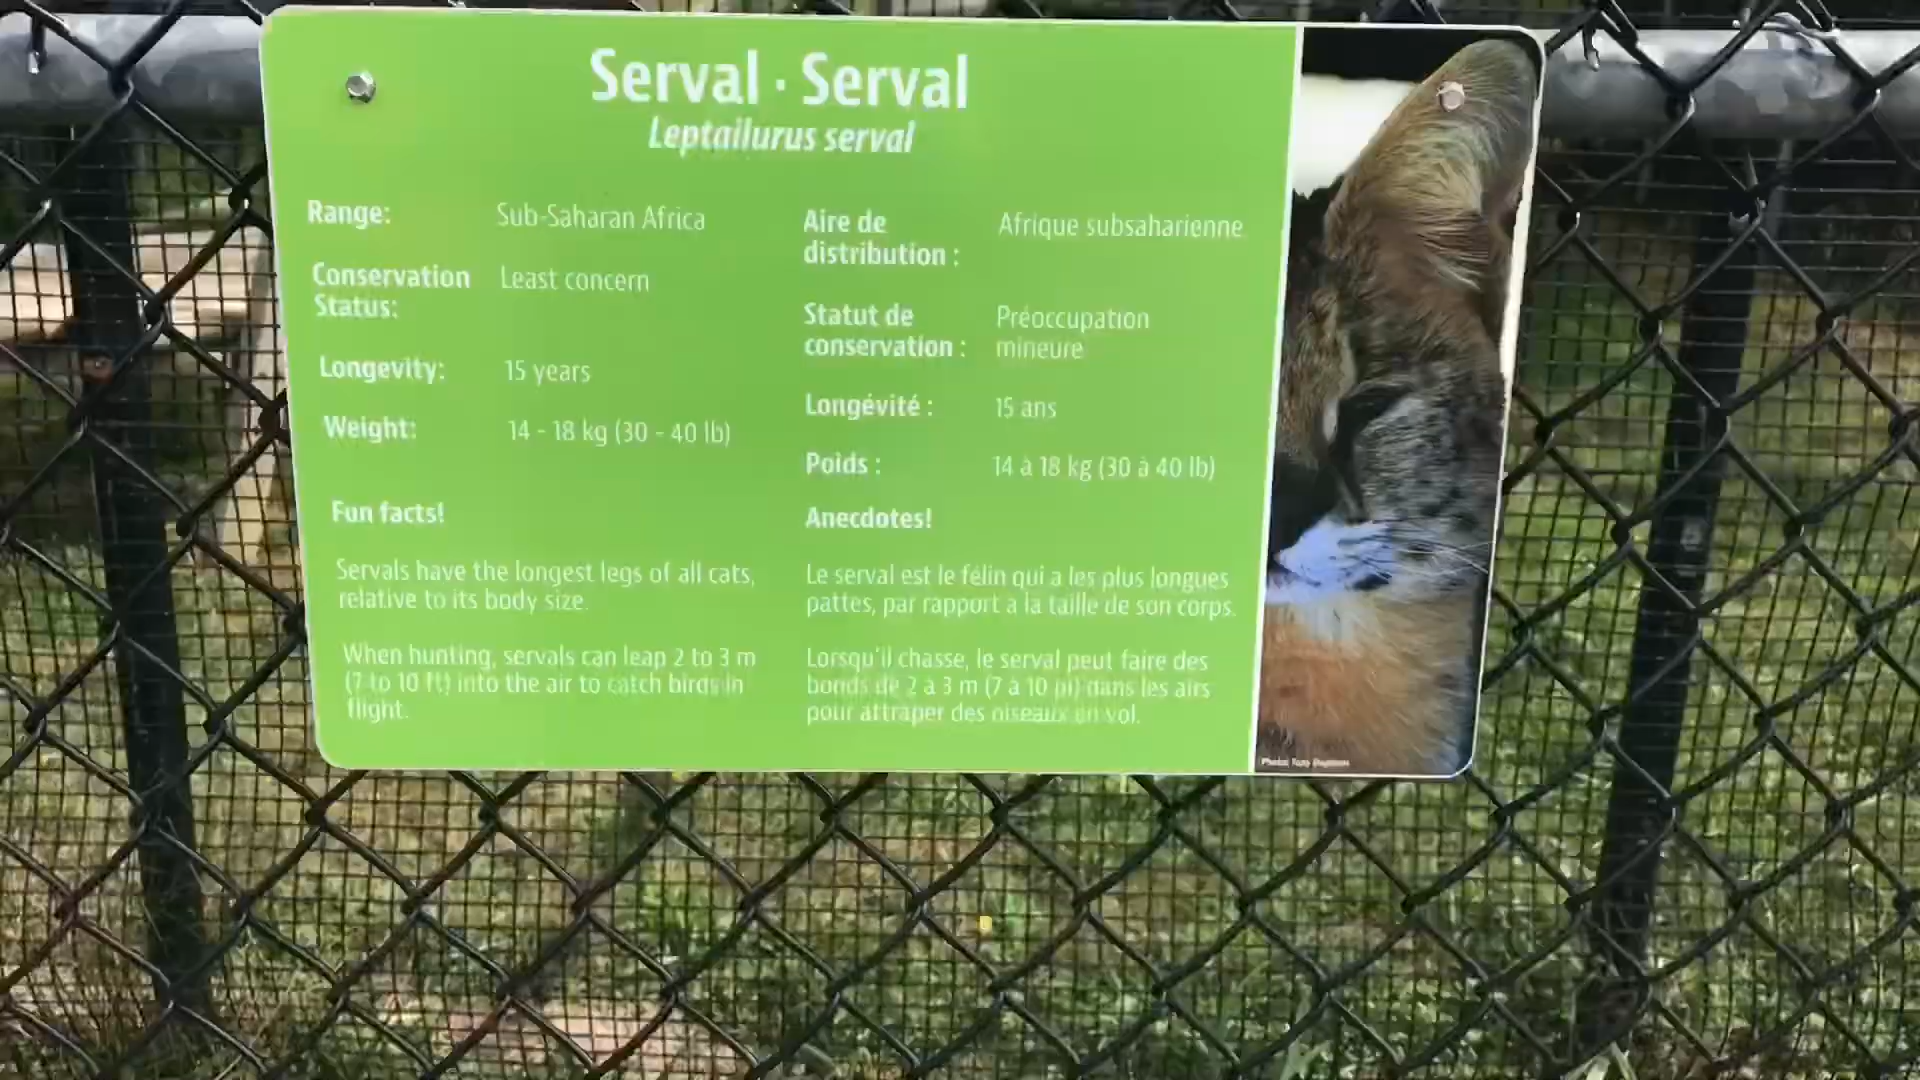 Serval · Serval
Leptailurus serval
Range: Sub-Saharan Africa
Conservation Least concern
Status:
Longevity: 15 years
Weight: 14 - 18 kg (30 - 40 lb)
Fun facts!
Servals have the longest legs of all cats,
relative to its body size.
When hunting, servals can leap 2 to 3 m
(7 to 10 ft) into the air to catch birds in
flight.
Aire de Afrique subsaharienne
distribution :
Statut de Préoccupation
conservation : mineure
Longévité : 15 ans
Poids : 14 à 18 kg (30 à 40 lb)
Anecdotes!
Le serval est le félin qui a les plus longues
pattes, par rapport à la taille de son corps.
Lorsqu'il chasse, le serval peut faire des
bonds de 2 à 3 m (7 à 10 pi) dans les airs
pour attraper des oiseaux en vol.